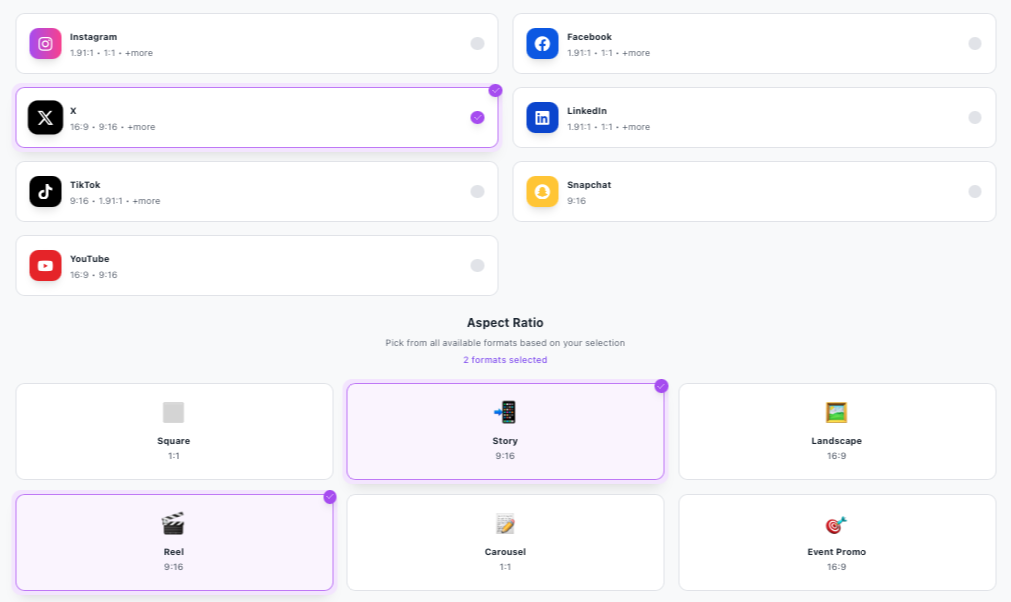 Instagram
1.91:1 • 1:1 • +more
Facebook
1.91:1 • 1:1 • +more
X
16:9 • 9:16 • +more
LinkedIn
1.91:1 • 1:1 • +more
TikTok
9:16 • 1.91:1 • +more
Snapchat
9:16
YouTube
16:9 • 9:16
Aspect Ratio
Pick from all available formats based on your selection
2 formats selected
Square
1:1
Story
9:16
Landscape
16:9
Reel
9:16
Carousel
1:1
Event Promo
16:9